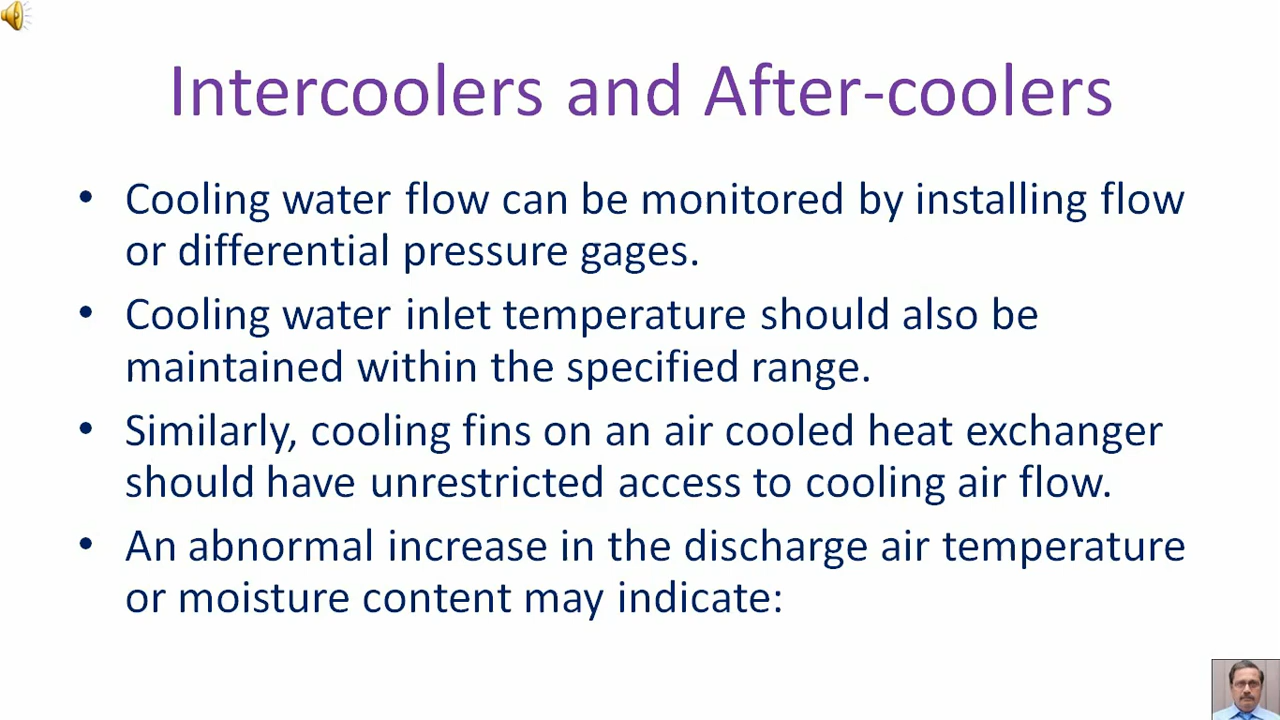 Intercoolers and After-coolers
• Cooling water flow can be monitored by installing flow
or differential pressure gages.
• Cooling water inlet temperature should also be
maintained within the specified range.
• Similarly, cooling fins on an air cooled heat exchanger
should have unrestricted access to cooling air flow.
• An abnormal increase in the discharge air temperature
or moisture content may indicate: